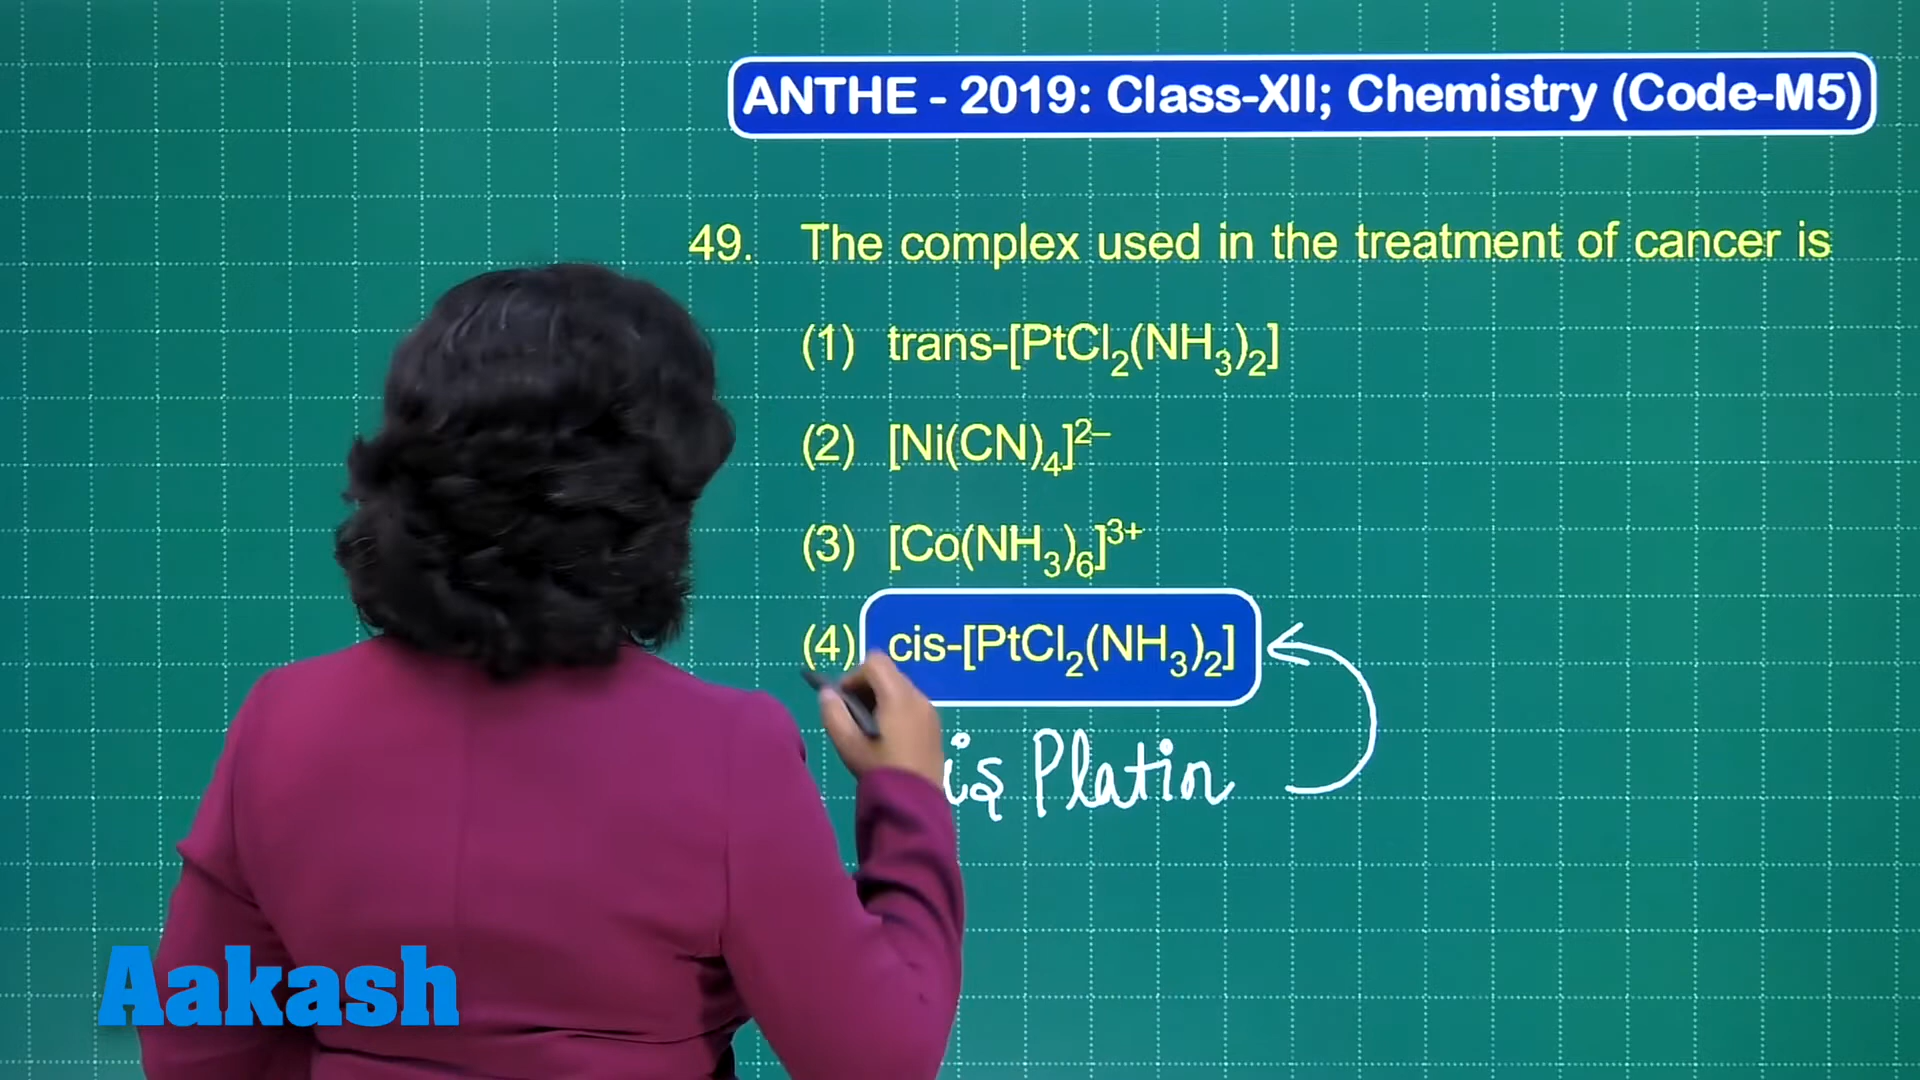 ANTHE - 2019: Class-XII; Chemistry (Code-M5)
49. The complex used in the treatment of cancer is
(1) trans-[PtCl₂(NH₃)₂]
(2) [Ni(CN)₄]²⁻
(3) [Co(NH₃)₆]³⁺
(4) cis-[PtCl₂(NH₃)₂]
is Platin
Aakash